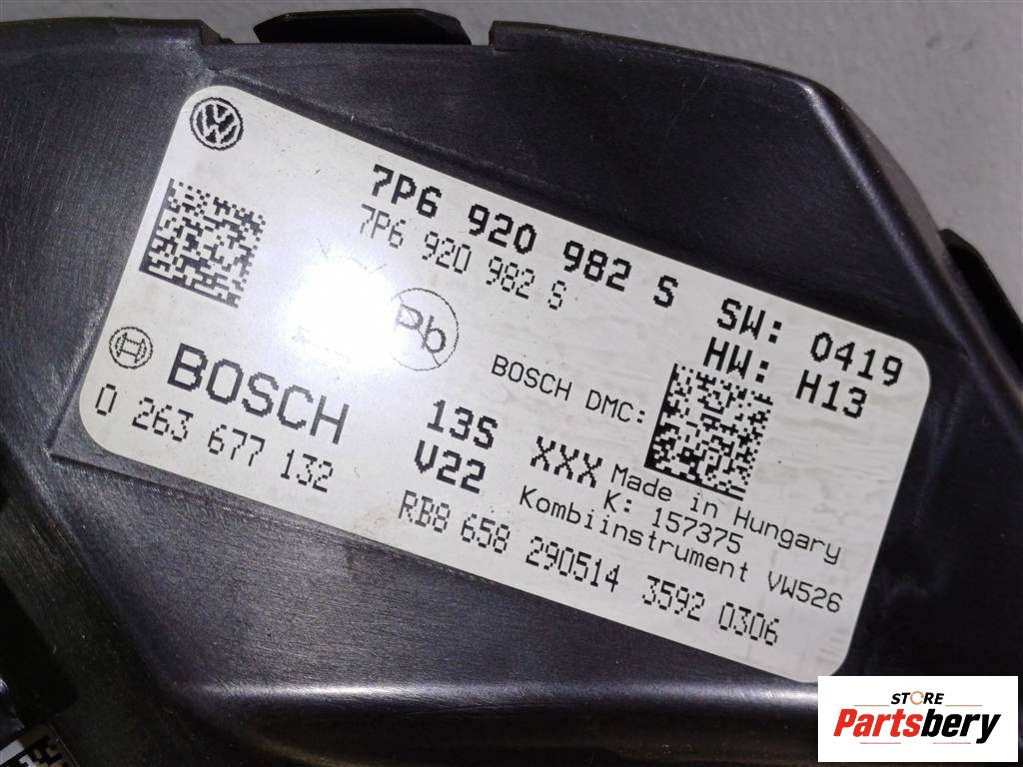 7P6 920 982 S SW: 0419
7P6 920 982 S HW: H13
Pb
BOSCH DMC:
BOSCH
0 263 677 132
13S XXX Made in Hungary
V22 K: 157375
Kombiinstrument VW526
RB8 658 290514 3592 0306
STORE
Partsbery